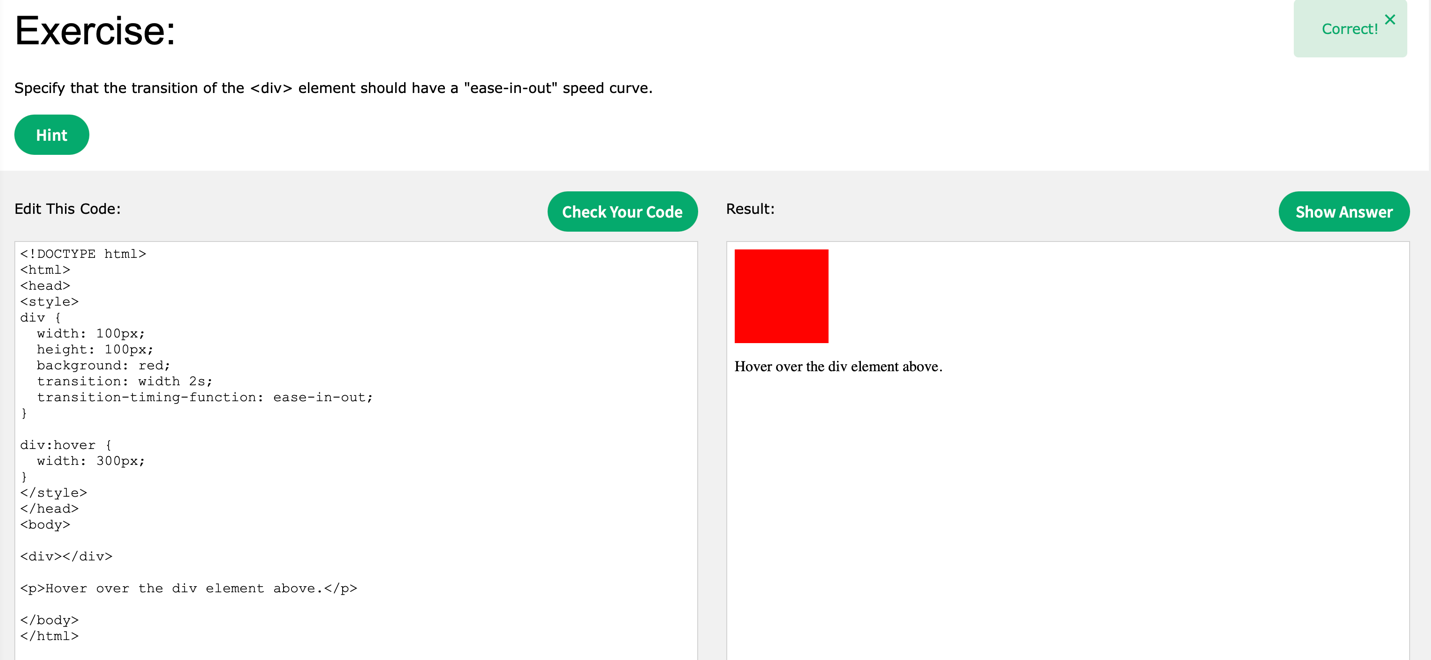 Exercise:
Correct!
×
Specify that the transition of the <div> element should have a "ease-in-out" speed curve.
Hint
Edit This Code:
Check Your Code
<!DOCTYPE html>
<html>
<head>
<style>
div {
  width: 100px;
  height: 100px;
  background: red;
  transition: width 2s;
  transition-timing-function: ease-in-out;
}

div:hover {
  width: 300px;
}
</style>
</head>
<body>

<div></div>

<p>Hover over the div element above.</p>

</body>
</html>
Result:
Show Answer
Hover over the div element above.